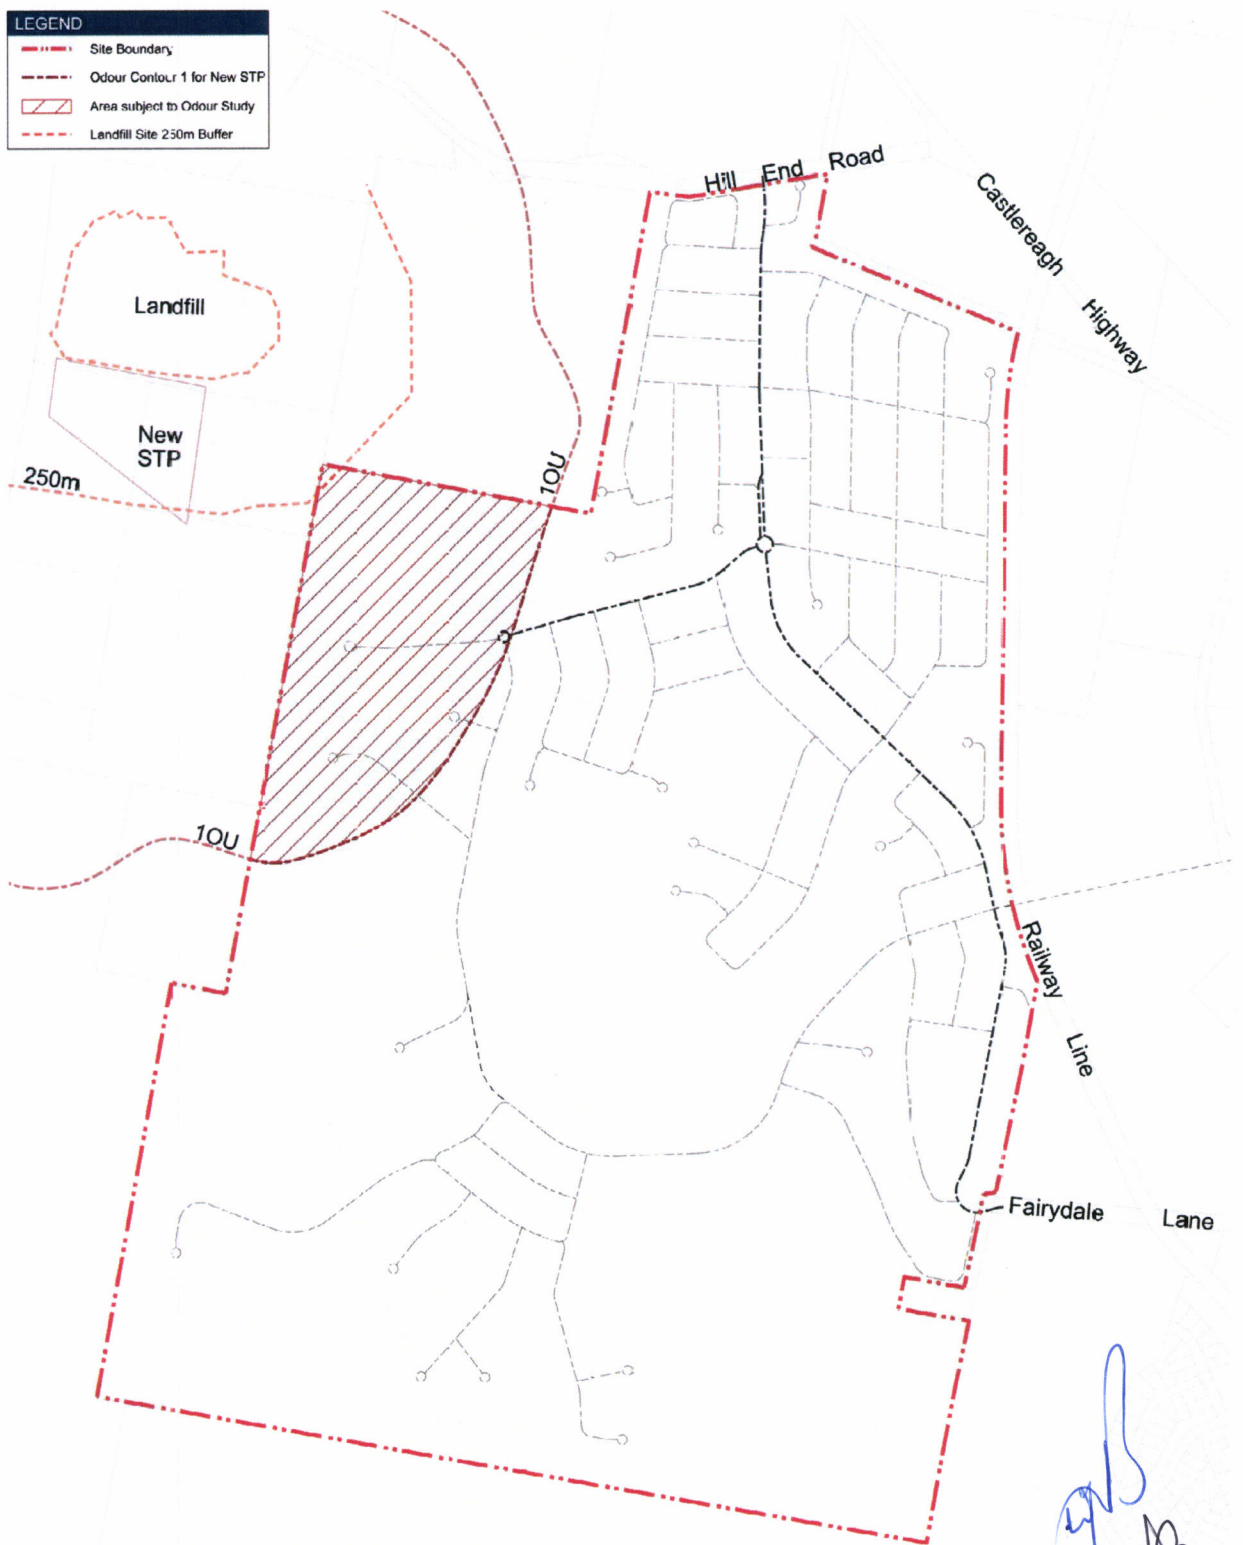 LEGEND
Site Boundary
Odour Contour 1 for New STP
Area subject to Odour Study
Landfill Site 250m Buffer
Hill End Road
Castlereagh
Highway
Landfill
New
STP
250m
1OU
1OU
Railway
Line
Fairydale Lane